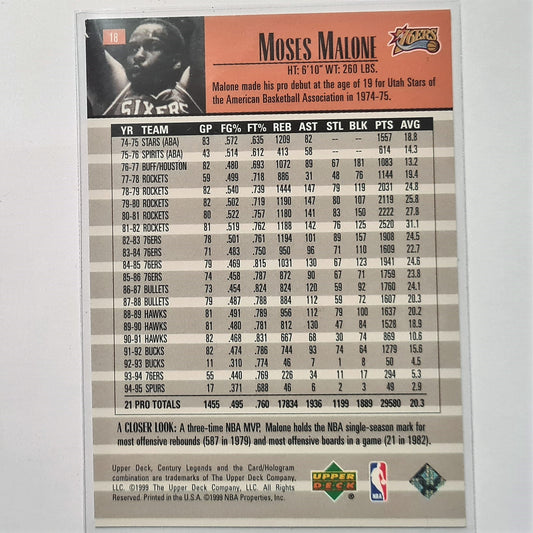 18
SIXERS
MOSES MALONE
76ERS
HT: 6'10" WT: 260 LBS.
Malone made his pro debut at the age of 19 for Utah Stars of
the American Basketball Association in 1974-75.
YR TEAM GP FG% FT% REB AST STL BLK PTS AVG
74-75 STARS (ABA) 83 .572 .635 1209 82 -- -- 1557 18.8
75-76 SPIRITS (ABA) 43 .514 .612 413 58 -- -- 614 14.3
76-77 BUFF/HOUSTON 82 .480 .693 1072 89 67 181 1083 13.2
77-78 ROCKETS 59 .499 .718 886 31 48 76 1144 19.4
78-79 ROCKETS 82 .540 .739 1444 147 79 119 2031 24.8
79-80 ROCKETS 82 .502 .719 1190 147 80 107 2119 25.8
80-81 ROCKETS 80 .522 .757 1180 141 83 150 2222 27.8
81-82 ROCKETS 81 .519 .762 1188 142 76 125 2520 31.1
82-83 76ERS 78 .501 .761 1194 101 89 157 1908 24.5
83-84 76ERS 71 .483 .750 950 96 71 110 1609 22.7
84-85 76ERS 79 .469 .815 1031 130 67 123 1941 24.6
85-86 76ERS 74 .458 .787 872 90 67 71 1759 23.8
86-87 BULLETS 73 .454 .824 824 120 59 92 1760 24.1
87-88 BULLETS 79 .487 .788 884 112 59 72 1607 20.3
88-89 HAWKS 81 .491 .789 956 112 79 100 1637 20.2
89-90 HAWKS 81 .480 .781 812 130 47 84 1528 18.9
90-91 HAWKS 82 .468 .831 667 68 30 74 869 10.6
91-92 BUCKS 82 .474 .786 744 93 74 64 1279 15.6
92-93 BUCKS 11 .310 .774 46 7 1 8 50 4.5
93-94 76ERS 55 .440 .769 226 34 11 17 294 5.3
94-95 SPURS 17 .371 .688 46 6 2 3 49 2.9
21 PRO TOTALS 1455 .495 .760 17834 1936 1199 1889 29580 20.3
A CLOSER LOOK: A three-time NBA MVP, Malone holds the NBA single-season mark for
most offensive rebounds (587 in 1979) and most offensive boards in a game (21 in 1982).
Upper Deck, Century Legends and the Card/Hologram
combination are trademarks of The Upper Deck Company,
LLC. ©1999 The Upper Deck Company, LLC. All Rights
Reserved. Printed in the U.S.A. ©1999 NBA Properties, Inc.
UPPER
DECK
NBA